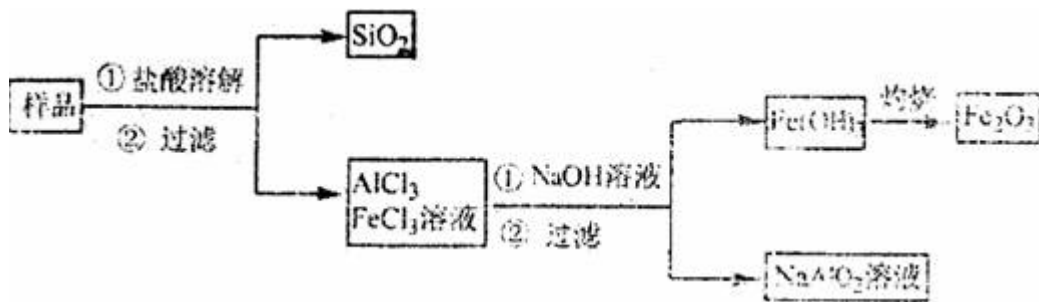 SiO₂
样品
① 盐酸溶解
② 过滤
AlCl₃
FeCl₃溶液
① NaOH溶液
② 过滤
Fe(OH)₃
灼烧
Fe₂O₃
NaAlO₂溶液